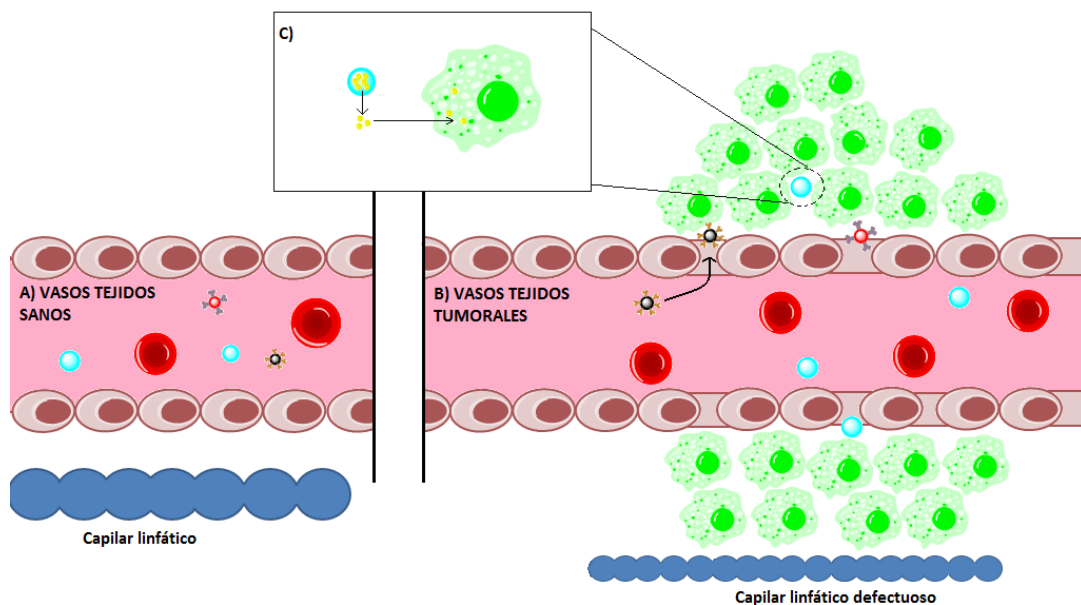 C)
A) VASOS TEJIDOS
SANOS
B) VASOS TEJIDOS
TUMORALES
Capilar linfático
Capilar linfático defectuoso